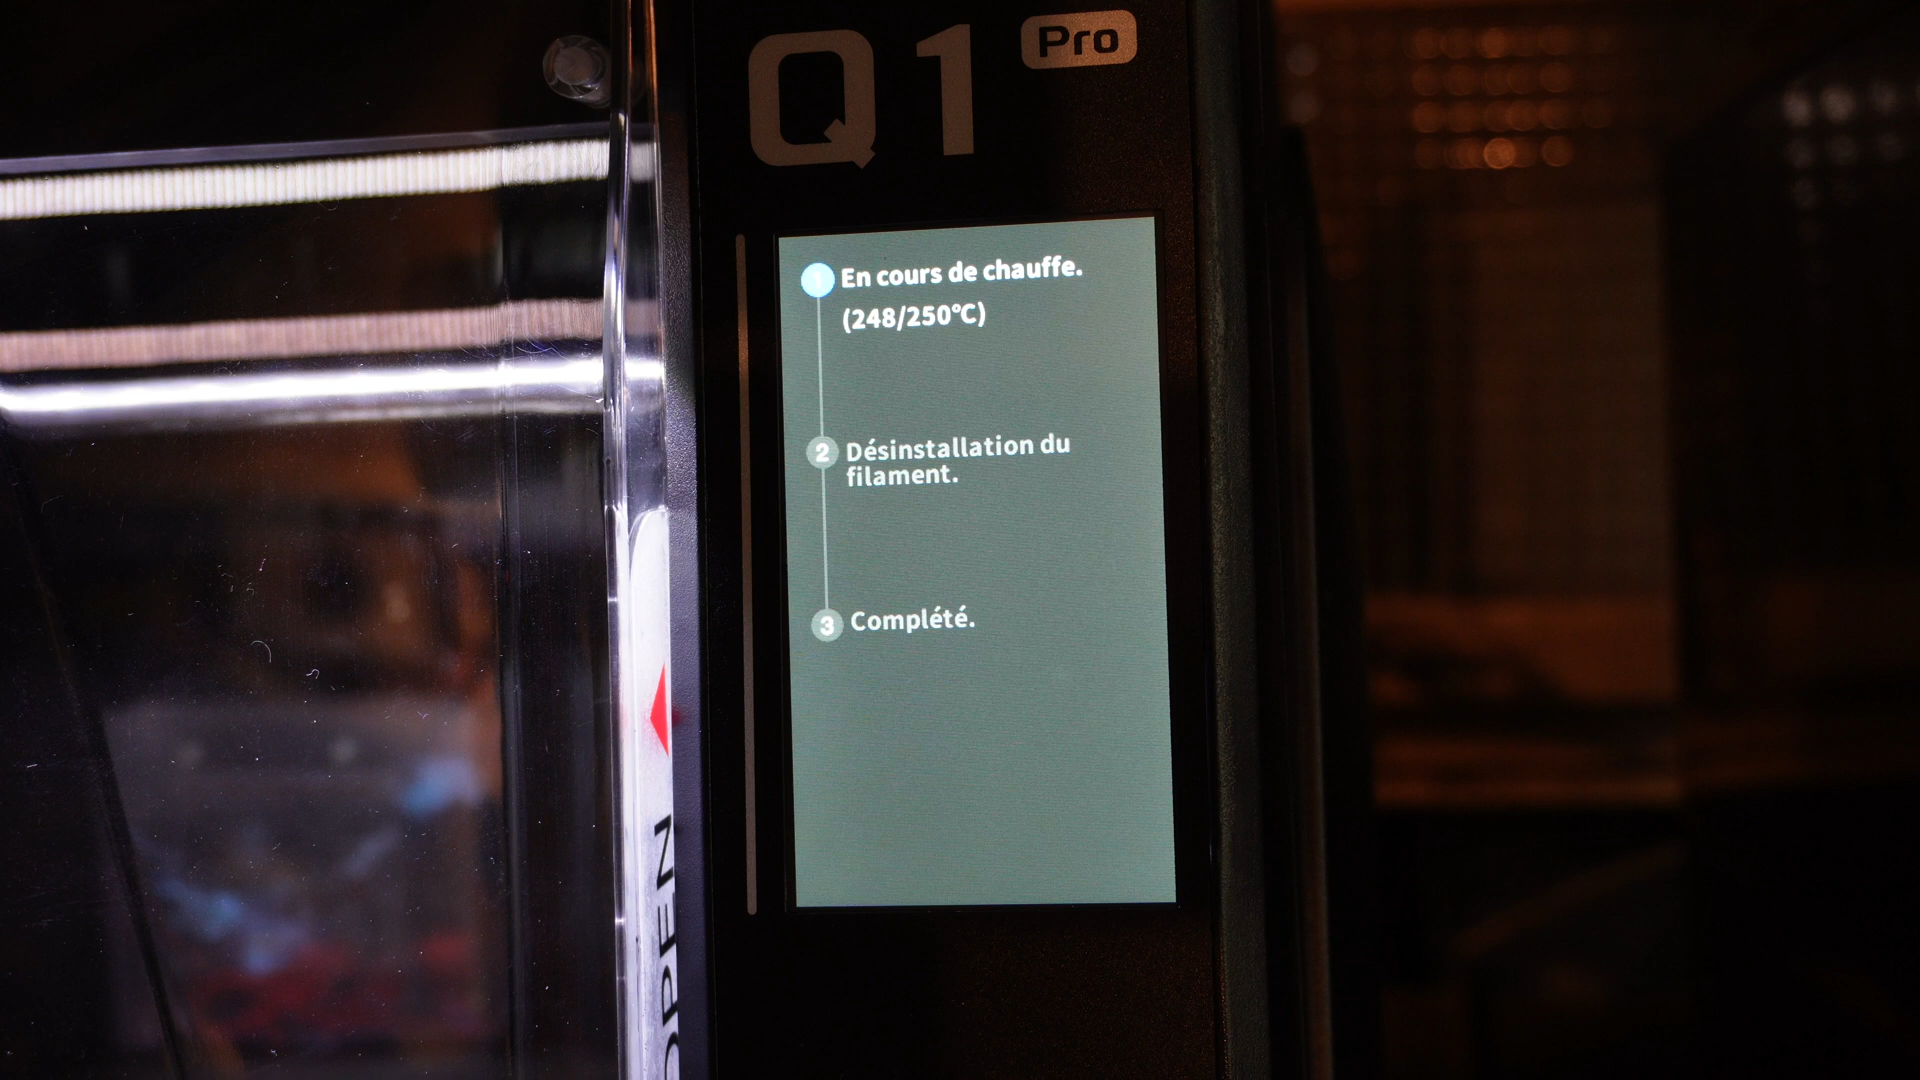 Q1 Pro
1 En cours de chauffe.
(248/250°C)
2 Désinstallation du
filament.
3 Complété.
OPEN